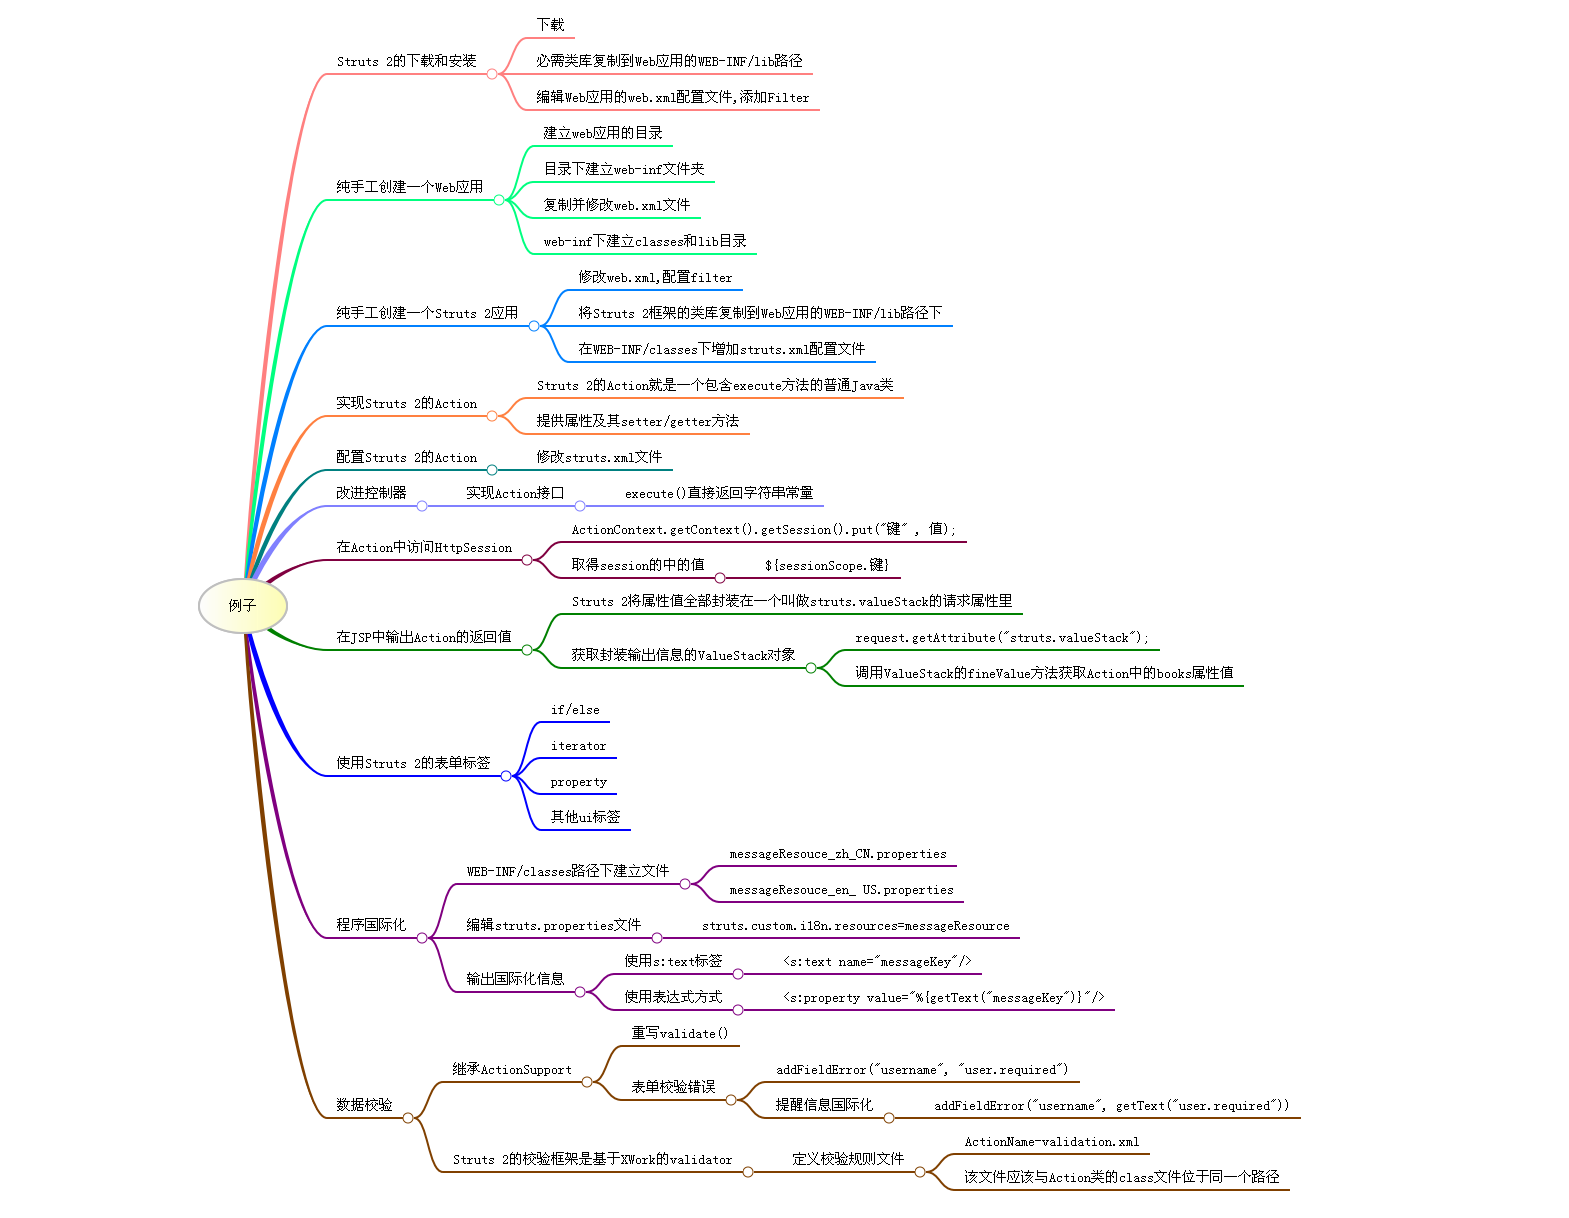 例子
Struts 2的下载和安装
下载
必需类库复制到Web应用的WEB-INF/lib路径
编辑Web应用的web.xml配置文件,添加Filter
纯手工创建一个Web应用
建立web应用的目录
目录下建立web-inf文件夹
复制并修改web.xml文件
web-inf下建立classes和lib目录
纯手工创建一个Struts 2应用
修改web.xml,配置filter
将Struts 2框架的类库复制到Web应用的WEB-INF/lib路径下
在WEB-INF/classes下增加struts.xml配置文件
实现Struts 2的Action
Struts 2的Action就是一个包含execute方法的普通Java类
提供属性及其setter/getter方法
配置Struts 2的Action
修改struts.xml文件
改进控制器
实现Action接口
execute()直接返回字符串常量
在Action中访问HttpSession
ActionContext.getContext().getSession().put("键" , 值);
取得session的中的值
${sessionScope.键}
在JSP中输出Action的返回值
Struts 2将属性值全部封装在一个叫做struts.valueStack的请求属性里
获取封装输出信息的ValueStack对象
request.getAttribute("struts.valueStack");
调用ValueStack的fineValue方法获取Action中的books属性值
使用Struts 2的表单标签
if/else
iterator
property
其他ui标签
程序国际化
WEB-INF/classes路径下建立文件
messageResouce_zh_CN.properties
messageResouce_en_ US.properties
编辑struts.properties文件
struts.custom.i18n.resources=messageResource
输出国际化信息
使用s:text标签
<s:text name="messageKey"/>
使用表达式方式
<s:property value="%{getText("messageKey")}"/>
数据校验
继承ActionSupport
重写validate()
表单校验错误
addFieldError("username", "user.required")
提醒信息国际化
addFieldError("username", getText("user.required"))
Struts 2的校验框架是基于XWork的validator
定义校验规则文件
ActionName-validation.xml
该文件应该与Action类的class文件位于同一个路径